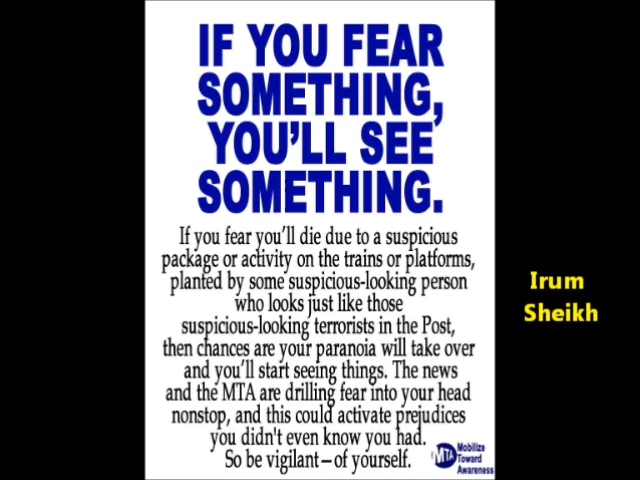 IF YOU FEAR
SOMETHING,
YOU'LL SEE
SOMETHING.
If you fear you'll die due to a suspicious
package or activity on the trains or platforms,
planted by some suspicious-looking person
who looks just like those
suspicious-looking terrorists in the Post,
then chances are your paranoia will take over
and you'll start seeing things. The news
and the MTA are drilling fear into your head
nonstop, and this could activate prejudices
you didn't even know you had.
So be vigilant—of yourself.
MTA
Mobilize
Toward
Awareness
Irum
Sheikh